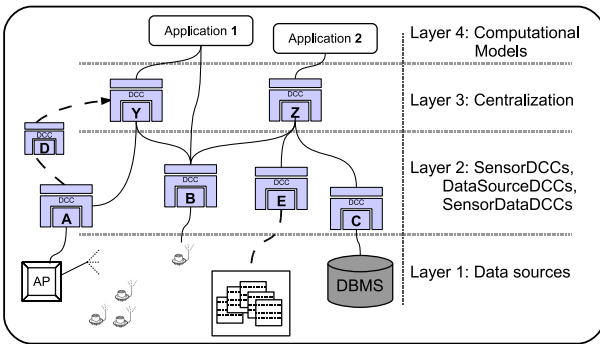 Application 1
Application 2
Layer 4: Computational
Models
DCC
Y
DCC
Z
Layer 3: Centralization
DCC
D
DCC
A
DCC
B
DCC
E
DCC
C
Layer 2: SensorDCCs,
DataSourceDCCs,
SensorDataDCCs
AP
DBMS
Layer 1: Data sources